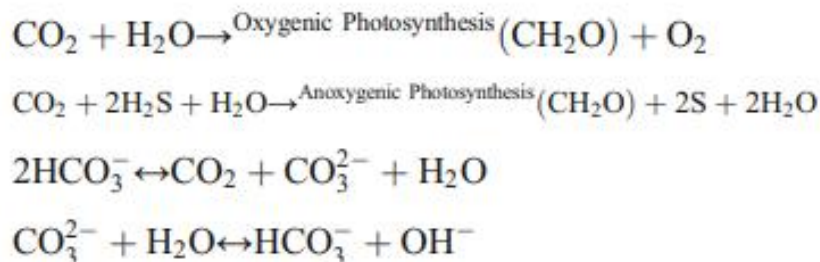 CO₂ + H₂O→^Oxygenic Photosynthesis (CH₂O) + O₂
CO₂ + 2H₂S + H₂O→^Anoxygenic Photosynthesis (CH₂O) + 2S + 2H₂O
2HCO₃⁻↔CO₂ + CO₃²⁻ + H₂O
CO₃²⁻ + H₂O↔HCO₃⁻ + OH⁻